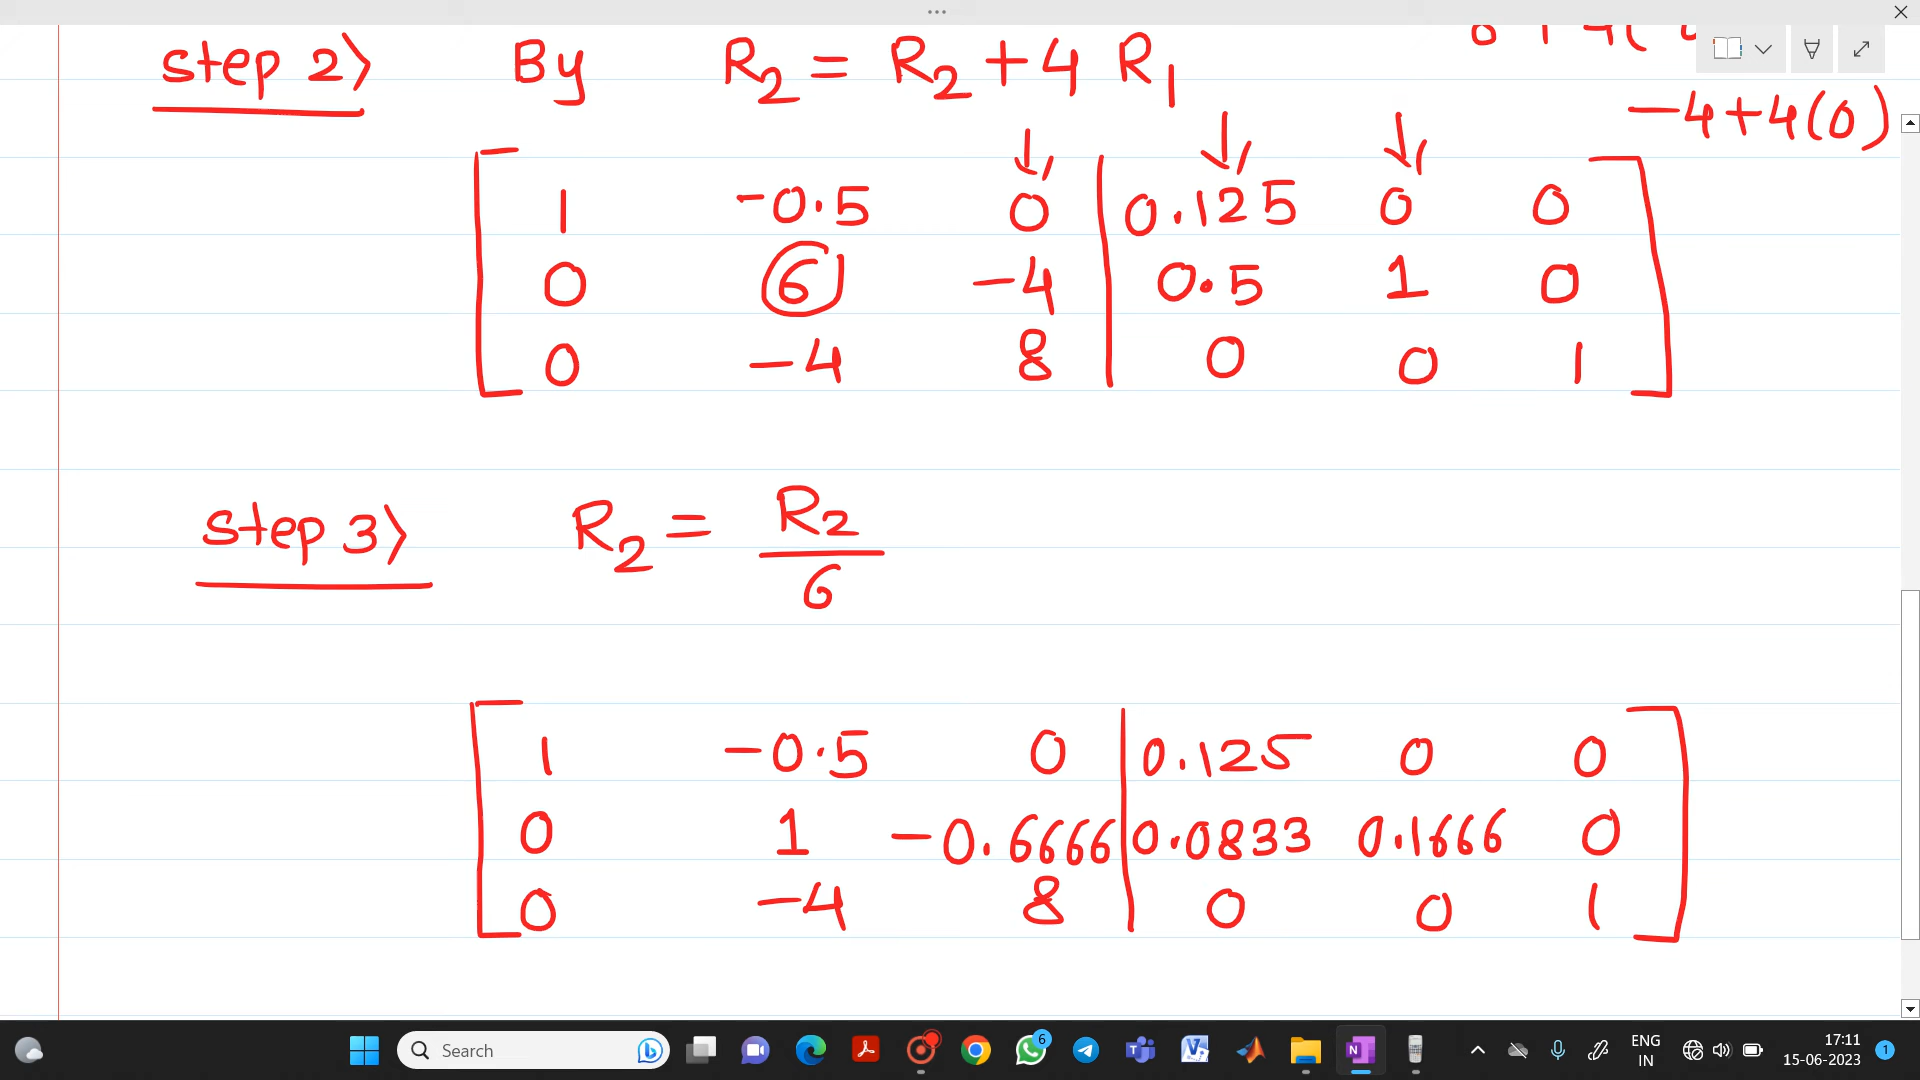 step 2) By R2 = R2 + 4 R1
-4+4(0)
1 -0.5 0 0.125 0 0
0 6 -4 0.5 1 0
0 -4 8 0 0 1
step 3) R2 = R2
6
1 -0.5 0 0.125 0 0
0 1 -0.6666 0.0833 0.1666 0
0 -4 8 0 0 1
Search
6
ENG
IN
17:11
15-06-2023
1